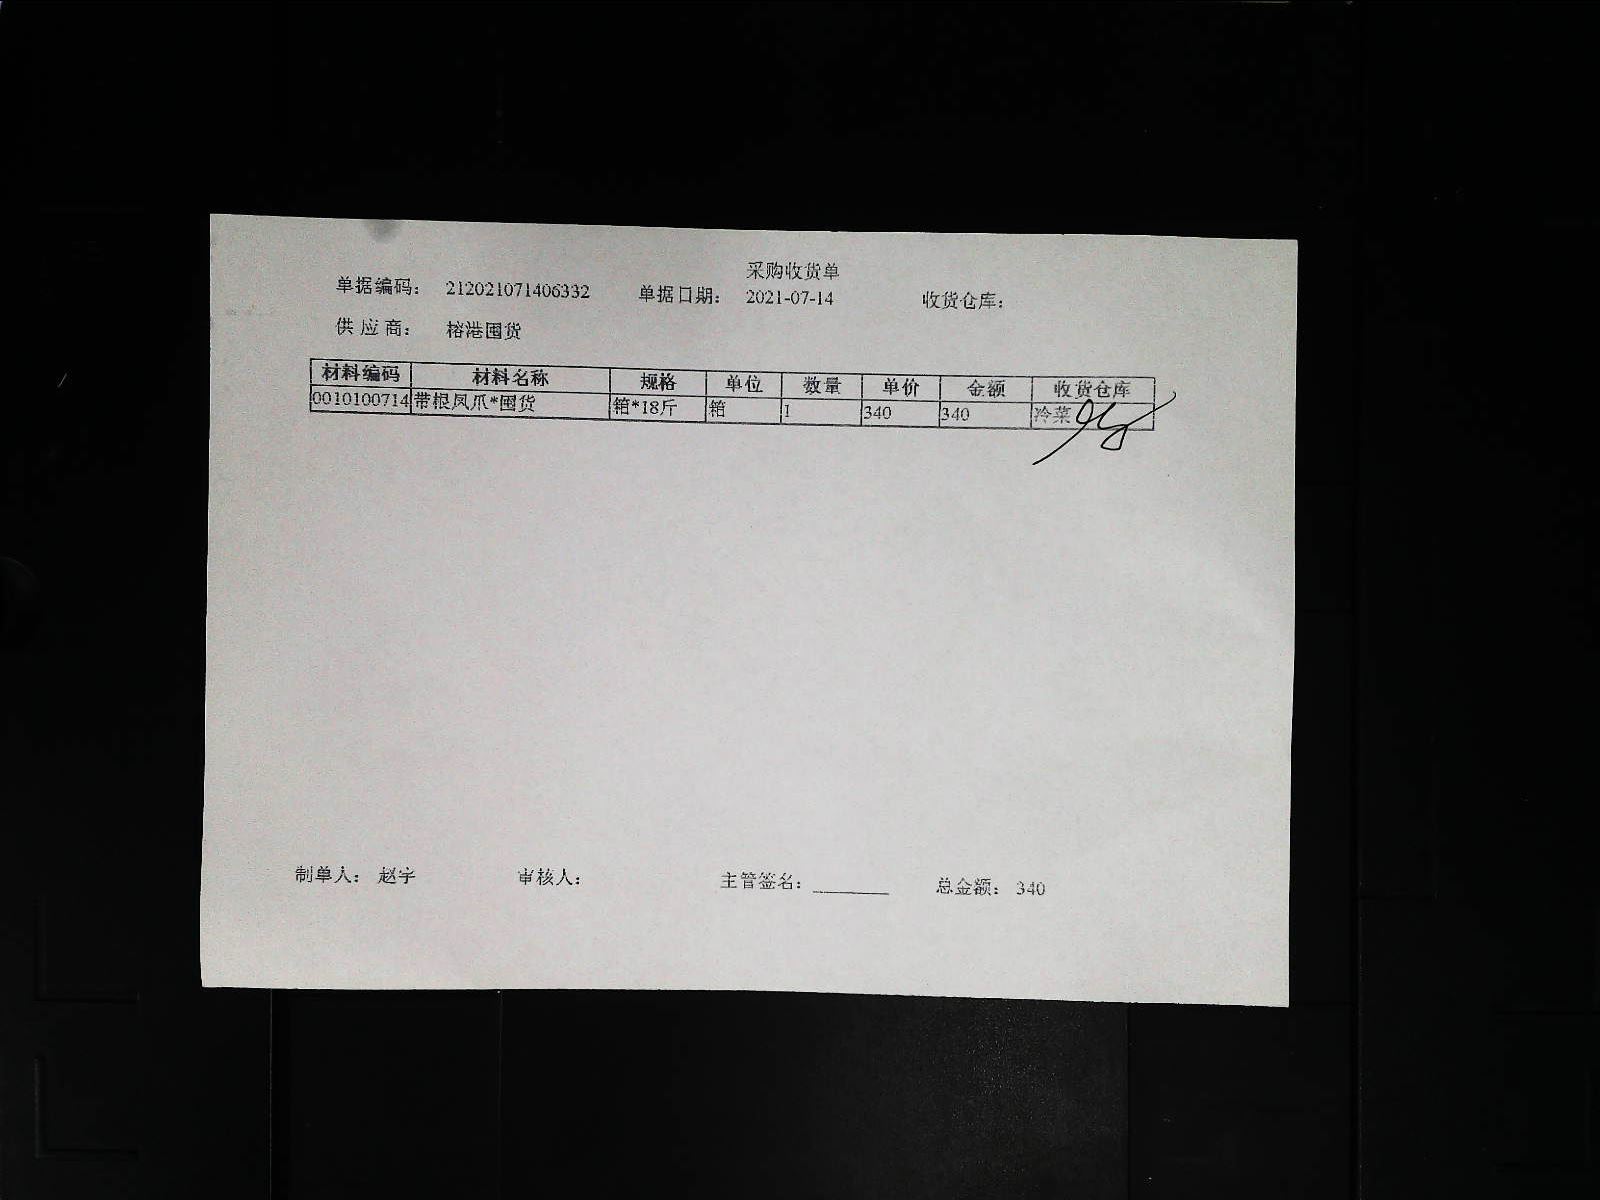 采购收货单
单据编码： 212021071406332 单据日期： 2021-07-14 收货仓库：
供应商： 榕港囤货
材料编码 材料名称 规格 单位 数量 单价 金额 收货仓库
0010100714 带根凤爪*囤货 箱*18斤 箱 1 340 340 冷菜
制单人： 赵宇 审核人： 主管签名：________ 总金额： 340